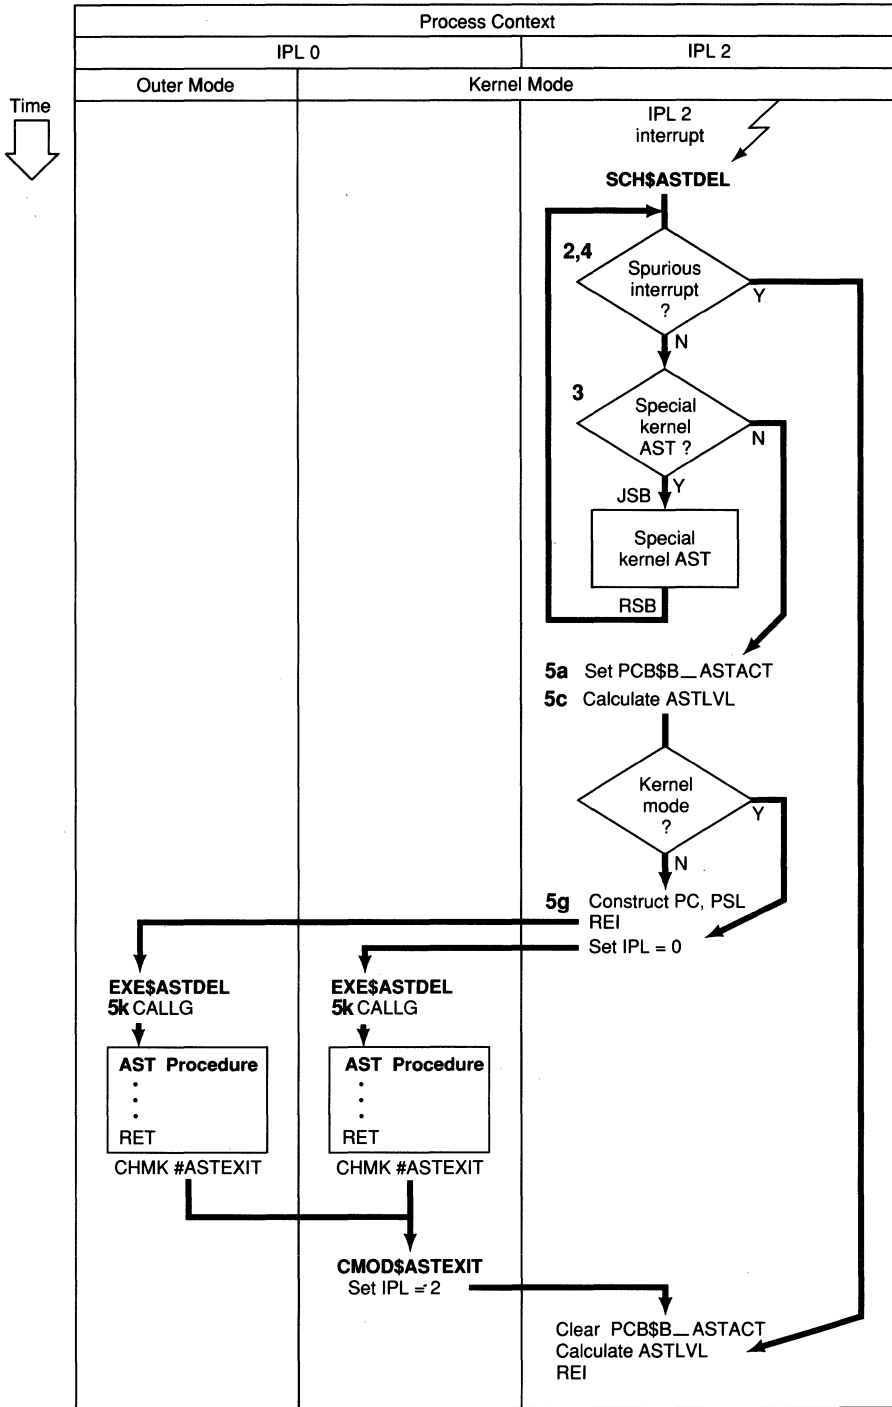 Process Context
IPL 0
IPL 2
Outer Mode
Kernel Mode
Time
IPL 2
interrupt
SCH$ASTDEL
2,4
Spurious
interrupt
?
Y
N
3
Special
kernel
AST ?
N
Y
JSB
Special
kernel AST
RSB
5a Set PCB$B_ASTACT
5c Calculate ASTLVL
Kernel
mode
?
Y
N
5g Construct PC, PSL
REI
Set IPL = 0
EXE$ASTDEL
5k CALLG
AST Procedure
.
.
.
RET
CHMK #ASTEXIT
EXE$ASTDEL
5k CALLG
AST Procedure
.
.
.
RET
CHMK #ASTEXIT
CMOD$ASTEXIT
Set IPL = 2
Clear PCB$B_ASTACT
Calculate ASTLVL
REI